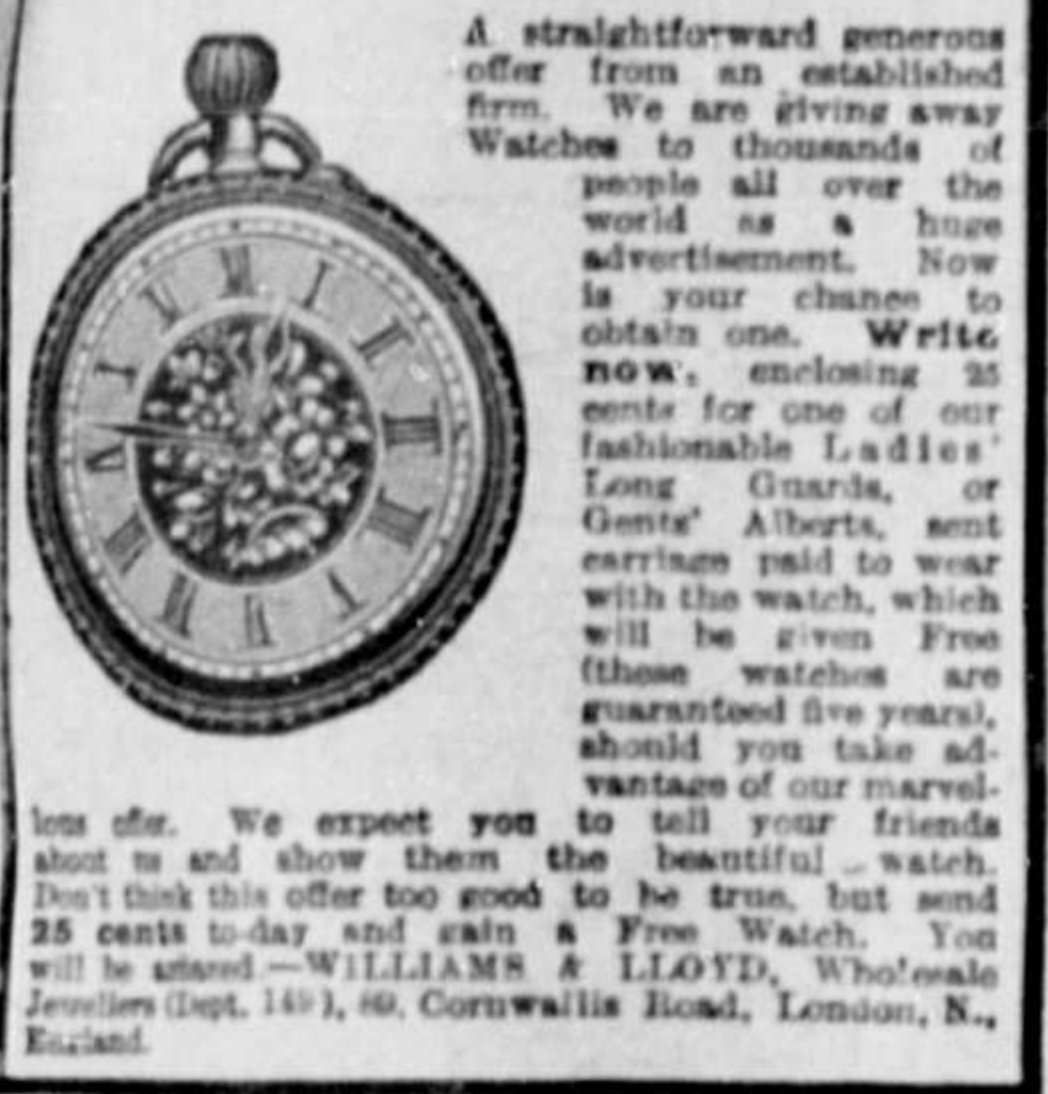 A straightforward generous
offer from an established
firm. We are giving away
Watches to thousands of
people all over the
world as a huge
advertisement. Now
is your chance to
obtain one. Write
now, enclosing 25
cents for one of our
fashionable Ladies'
Long Guards, or
Gents' Alberts, sent
carriage paid to wear
with the watch, which
will be given Free
(these watches are
guaranteed five years),
should you take ad-
vantage of our marvel-
lous offer. We expect you to tell your friends
about us and show them the beautiful watch.
Don't think this offer too good to be true, but send
25 cents to-day and gain a Free Watch. You
will be amazed.—WILLIAMS & LLOYD, Wholesale
Jewellers (Dept. 149), 89, Cornwallis Road, London, N.,
England.